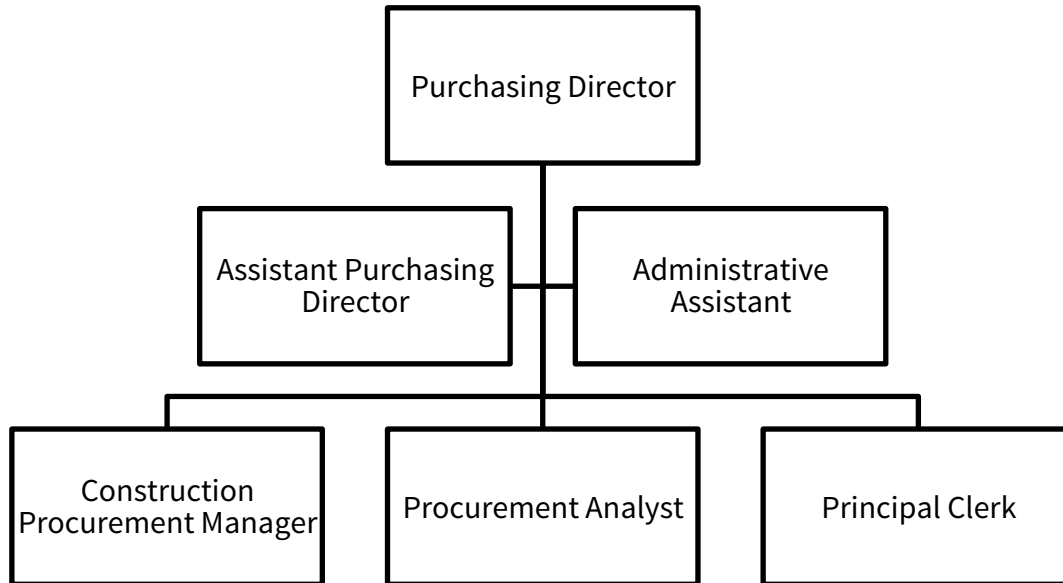 Purchasing Director
Assistant Purchasing
Director
Administrative
Assistant
Construction
Procurement Manager
Procurement Analyst
Principal Clerk